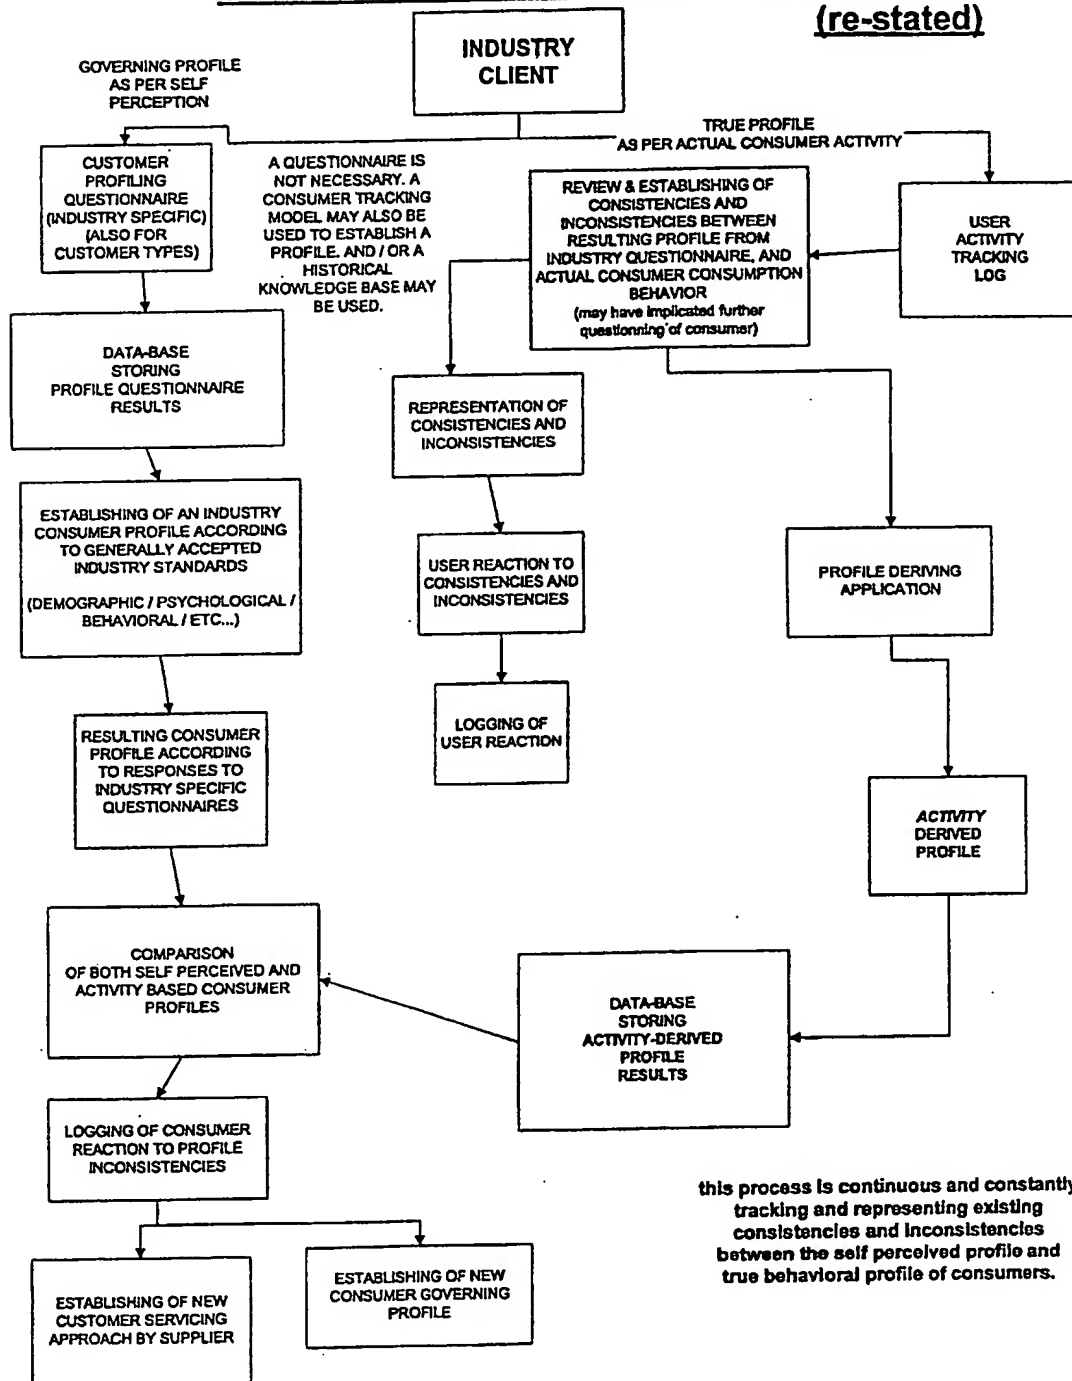 (re-stated)
INDUSTRY
CLIENT
GOVERNING PROFILE
AS PER SELF
PERCEPTION
TRUE PROFILE
AS PER ACTUAL CONSUMER ACTIVITY
CUSTOMER
PROFILING
QUESTIONNAIRE
(INDUSTRY SPECIFIC)
(ALSO FOR
CUSTOMER TYPES)
A QUESTIONNAIRE IS
NOT NECESSARY. A
CONSUMER TRACKING
MODEL MAY ALSO BE
USED TO ESTABLISH A
PROFILE. AND / OR A
HISTORICAL
KNOWLEDGE BASE MAY
BE USED.
REVIEW & ESTABLISHING OF
CONSISTENCIES AND
INCONSISTENCIES BETWEEN
RESULTING PROFILE FROM
INDUSTRY QUESTIONNAIRE, AND
ACTUAL CONSUMER CONSUMPTION
BEHAVIOR
(may have implicated further
questionning of consumer)
USER
ACTIVITY
TRACKING
LOG
DATA-BASE
STORING
PROFILE QUESTIONNAIRE
RESULTS
REPRESENTATION OF
CONSISTENCIES AND
INCONSISTENCIES
ESTABLISHING OF AN INDUSTRY
CONSUMER PROFILE ACCORDING
TO GENERALLY ACCEPTED
INDUSTRY STANDARDS
(DEMOGRAPHIC / PSYCHOLOGICAL /
BEHAVIORAL / ETC...)
USER REACTION TO
CONSISTENCIES AND
INCONSISTENCIES
PROFILE DERIVING
APPLICATION
LOGGING OF
USER REACTION
RESULTING CONSUMER
PROFILE ACCORDING
TO RESPONSES TO
INDUSTRY SPECIFIC
QUESTIONNAIRES
ACTIVITY
DERIVED
PROFILE
COMPARISON
OF BOTH SELF PERCEIVED AND
ACTIVITY BASED CONSUMER
PROFILES
DATA-BASE
STORING
ACTIVITY-DERIVED
PROFILE
RESULTS
LOGGING OF CONSUMER
REACTION TO PROFILE
INCONSISTENCIES
this process is continuous and constantly
tracking and representing existing
consistencies and inconsistencies
between the self perceived profile and
true behavioral profile of consumers.
ESTABLISHING OF NEW
CUSTOMER SERVICING
APPROACH BY SUPPLIER
ESTABLISHING OF NEW
CONSUMER GOVERNING
PROFILE